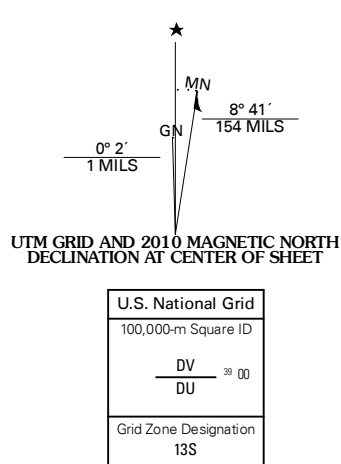 ★
MN
GN
8° 41´
154 MILS
0° 2´
1 MILS
UTM GRID AND 2010 MAGNETIC NORTH
DECLINATION AT CENTER OF SHEET
U.S. National Grid
100,000-m Square ID
DV
39 00
DU
Grid Zone Designation
13S